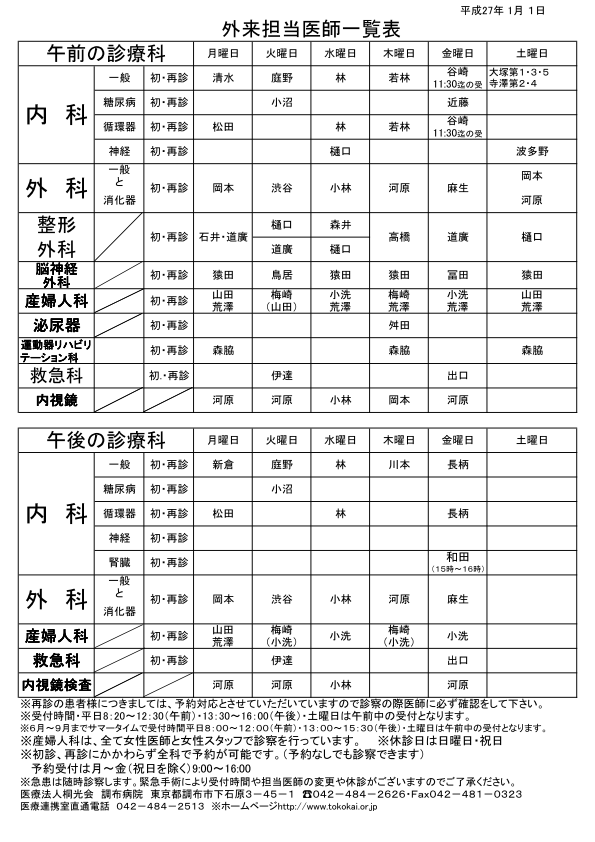 平成27年 1月 1日
外来担当医師一覧表
午前の診療科 月曜日 火曜日 水曜日 木曜日 金曜日 土曜日
内 科 一般 初・再診 清水 庭野 林 若林 谷崎 11:30迄の受 大塚第1・3・5 寺澤第2・4
糖尿病 初・再診 小沼 近藤
循環器 初・再診 松田 林 若林 谷崎 11:30迄の受
神経 初・再診 樋口 波多野
外 科 一般 と 消化器 初・再診 岡本 渋谷 小林 河原 麻生 岡本 河原
整形外科 初・再診 石井・道廣 樋口 道廣 森井 樋口 高橋 道廣 樋口
脳神経外科 初・再診 猿田 鳥居 猿田 猿田 冨田 猿田
産婦人科 初・再診 山田 荒澤 梅崎 (山田) 小洗 荒澤 梅崎 荒澤 小洗 荒澤 山田 荒澤
泌尿器 初・再診 舛田
運動器リハビリテーション科 初・再診 森脇 森脇 森脇
救急科 初.・再診 伊達 出口
内視鏡 河原 河原 小林 岡本 河原
午後の診療科 月曜日 火曜日 水曜日 木曜日 金曜日 土曜日
内 科 一般 初・再診 新倉 庭野 林 川本 長柄
糖尿病 初・再診 小沼
循環器 初・再診 松田 林 長柄
神経 初・再診
腎臓 初・再診 和田 (15時~16時)
外 科 一般 と 消化器 初・再診 岡本 渋谷 小林 河原 麻生
産婦人科 初・再診 山田 荒澤 梅崎 (小洗) 小洗 梅崎 (小洗) 小洗
救急科 初・再診 伊達 出口
内視鏡検査 河原 河原 小林 河原
※再診の患者様につきましては、予約対応とさせていただいていますので診察の際医師に必ず確認をして下さい。
※受付時間・平日8:20~12:30(午前)・13:30~16:00(午後)・土曜日は午前中の受付となります。
※6月~9月までサマータイムで受付時間平日8:00~12:00(午前)・13:00~15:30(午後)・土曜日は午前中の受付となります。
※産婦人科は、全て女性医師と女性スタッフで診察を行っています。 ※休診日は日曜日・祝日
※初診、再診にかかわらず全科で予約が可能です。(予約なしでも診察できます)
予約受付は月~金(祝日を除く)9:00~16:00
※急患は随時診察します。緊急手術により受付時間や担当医師の変更や休診がございますのでご了承ください。
医療法人桐光会 調布病院 東京都調布市下石原3-45-1 ☎042-484-2626・Fax042-481-0323
医療連携室直通電話 042-484-2513 ※ホームページhttp://www.tokokai.or.jp